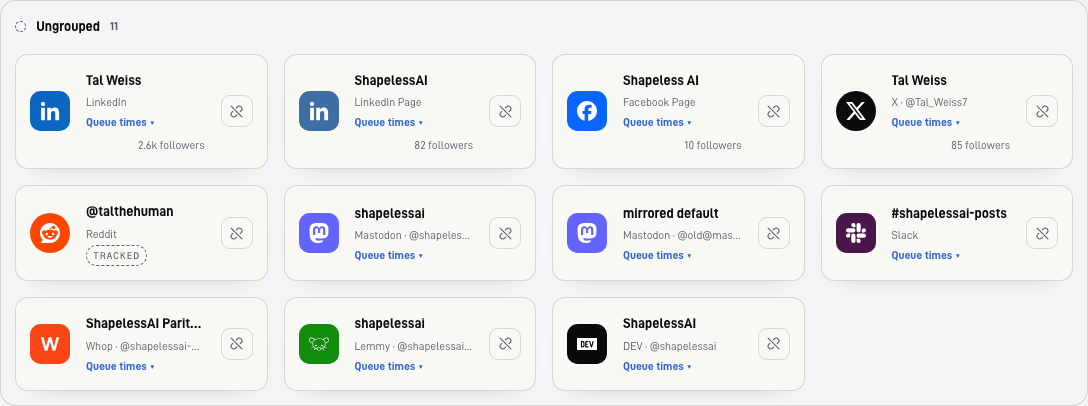 Ungrouped 11
Tal Weiss
LinkedIn
Queue times ▾
2.6k followers
ShapelessAI
LinkedIn Page
Queue times ▾
82 followers
Shapeless AI
Facebook Page
Queue times ▾
10 followers
Tal Weiss
X · @Tal_Weiss7
Queue times ▾
85 followers
@talthehuman
Reddit
TRACKED
shapelessai
Mastodon · @shapeles...
Queue times ▾
mirrored default
Mastodon · @old@mas...
Queue times ▾
#shapelessai-posts
Slack
Queue times ▾
W
ShapelessAI Parit...
Whop · @shapelessai-...
Queue times ▾
shapelessai
Lemmy · @shapelessai...
Queue times ▾
DEV
ShapelessAI
DEV · @shapelessai
Queue times ▾